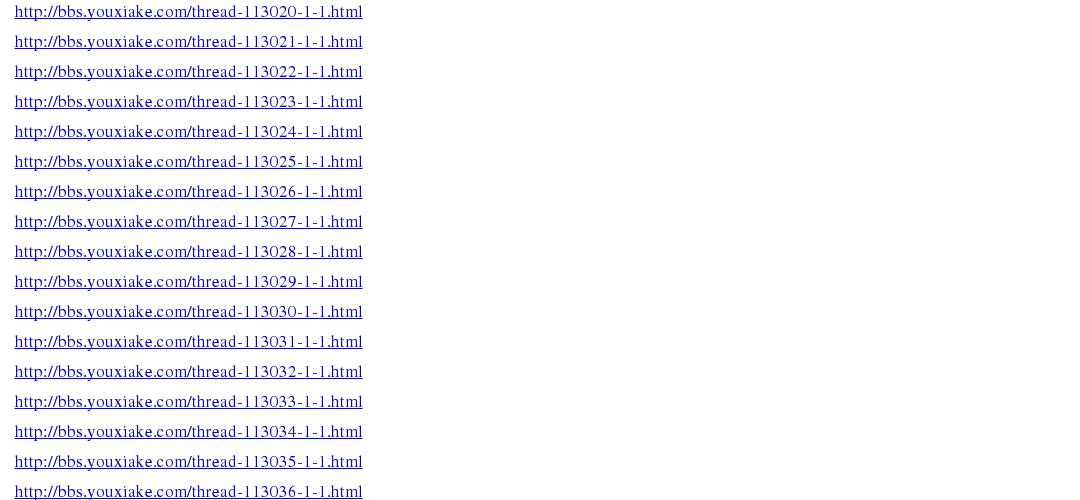 http://bbs.youxiake.com/thread-113020-1-1.html
http://bbs.youxiake.com/thread-113021-1-1.html
http://bbs.youxiake.com/thread-113022-1-1.html
http://bbs.youxiake.com/thread-113023-1-1.html
http://bbs.youxiake.com/thread-113024-1-1.html
http://bbs.youxiake.com/thread-113025-1-1.html
http://bbs.youxiake.com/thread-113026-1-1.html
http://bbs.youxiake.com/thread-113027-1-1.html
http://bbs.youxiake.com/thread-113028-1-1.html
http://bbs.youxiake.com/thread-113029-1-1.html
http://bbs.youxiake.com/thread-113030-1-1.html
http://bbs.youxiake.com/thread-113031-1-1.html
http://bbs.youxiake.com/thread-113032-1-1.html
http://bbs.youxiake.com/thread-113033-1-1.html
http://bbs.youxiake.com/thread-113034-1-1.html
http://bbs.youxiake.com/thread-113035-1-1.html
http://bbs.youxiake.com/thread-113036-1-1.html